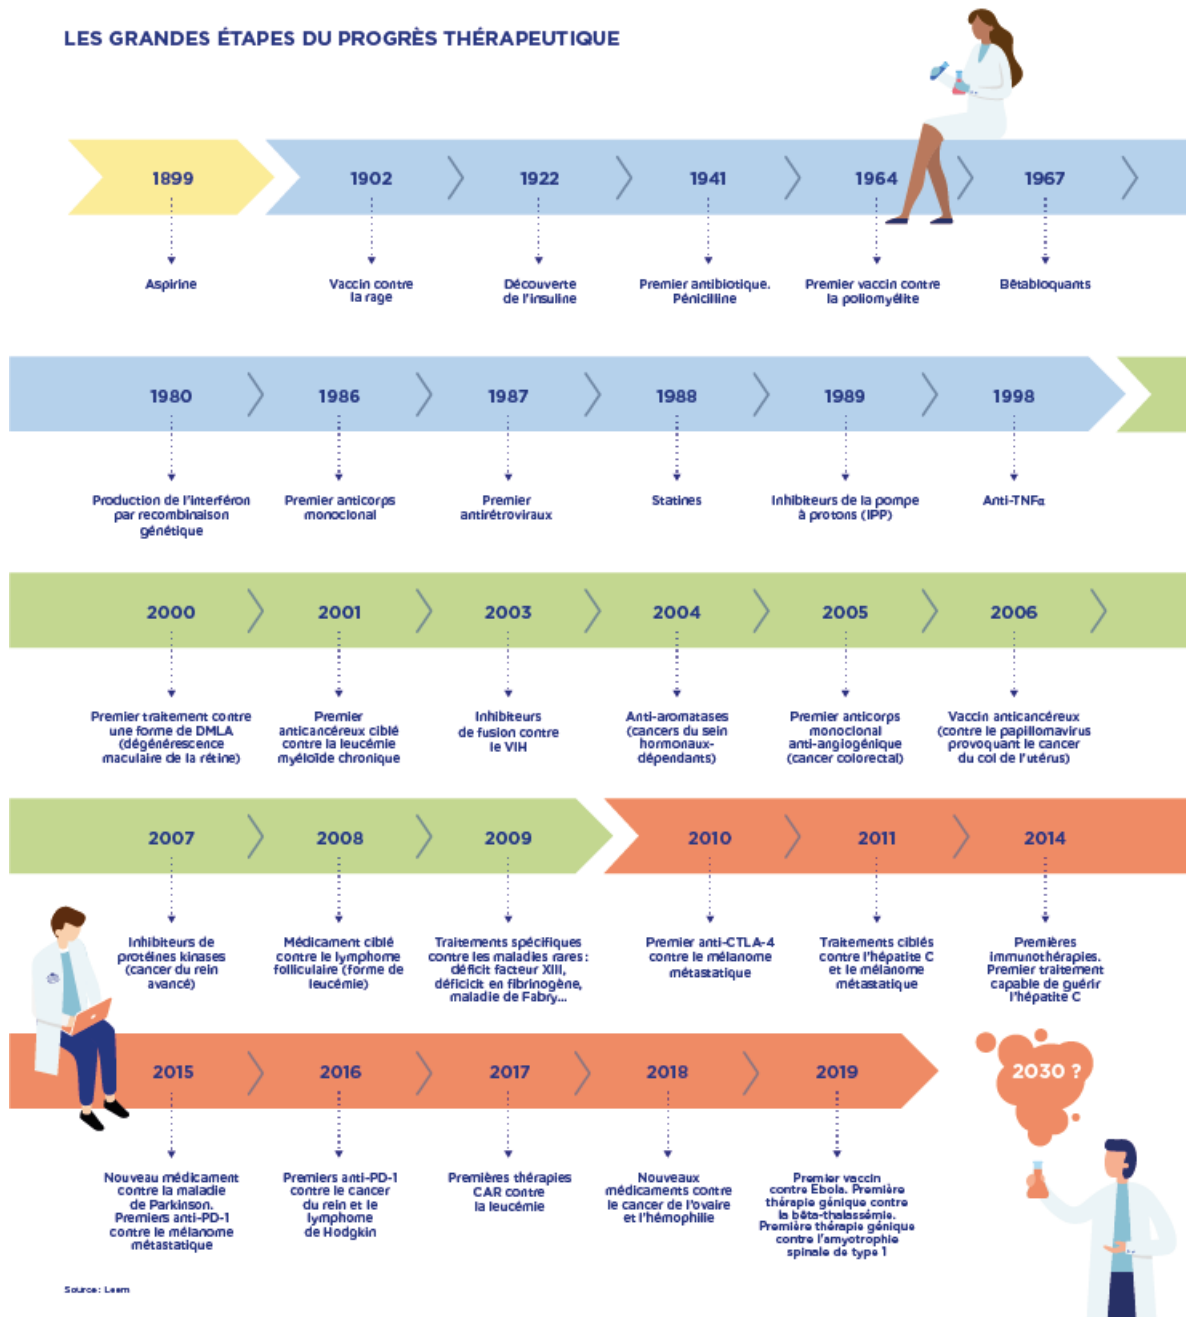 LES GRANDES ÉTAPES DU PROGRÈS THÉRAPEUTIQUE
1899
1902
1922
1941
1964
1967
Aspirine
Vaccin contre
la rage
Découverte
de l'insuline
Premier antibiotique.
Pénicilline
Premier vaccin contre
la poliomyélite
Bêtabloquants
1980
1986
1987
1988
1989
1998
Production de l'interféron
par recombinaison
génétique
Premier anticorps
monoclonal
Premier
antirétroviraux
Statines
Inhibiteurs de la pompe
à protons (IPP)
Anti-TNFα
2000
2001
2003
2004
2005
2006
Premier traitement contre
une forme de DMLA
(dégénérescence
maculaire de la rétine)
Premier
anticancéreux ciblé
contre la leucémie
myéloïde chronique
Inhibiteurs
de fusion contre
le VIH
Anti-aromatases
(cancers du sein
hormonaux-
dépendants)
Premier anticorps
monoclonal
anti-angiogénique
(cancer colorectal)
Vaccin anticancéreux
(contre le papillomavirus
provoquant le cancer
du col de l'utérus)
2007
2008
2009
2010
2011
2014
Inhibiteurs de
protéines kinases
(cancer du rein
avancé)
Médicament ciblé
contre le lymphome
folliculaire (forme de
leucémie)
Traitements spécifiques
contre les maladies rares :
déficit facteur XIII,
déficicit en fibrinogène,
maladie de Fabry...
Premier anti-CTLA-4
contre le mélanome
métastatique
Traitements ciblés
contre l'hépatite C
et le mélanome
métastatique
Premières
immunothérapies.
Premier traitement
capable de guérir
l'hépatite C
2015
2016
2017
2018
2019
2030 ?
Nouveau médicament
contre la maladie
de Parkinson.
Premiers anti-PD-1
contre le mélanome
métastatique
Premiers anti-PD-1
contre le cancer
du rein et le
lymphome
de Hodgkin
Premières thérapies
CAR contre
la leucémie
Nouveaux
médicaments contre
le cancer de l'ovaire
et l'hémophilie
Premier vaccin
contre Ebola. Première
thérapie génique contre
la bêta-thalassémie.
Première thérapie génique
contre l'amyotrophie
spinale de type 1
Source : Leem